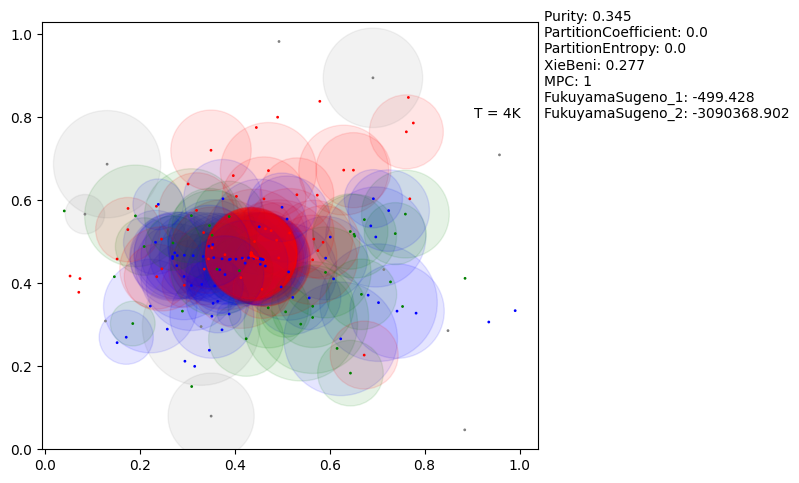 Purity: 0.345
PartitionCoefficient: 0.0
PartitionEntropy: 0.0
XieBeni: 0.277
MPC: 1
FukuyamaSugeno_1: -499.428
FukuyamaSugeno_2: -3090368.902
T = 4K
1.0
0.8
0.6
0.4
0.2
0.0
0.0 0.2 0.4 0.6 0.8 1.0